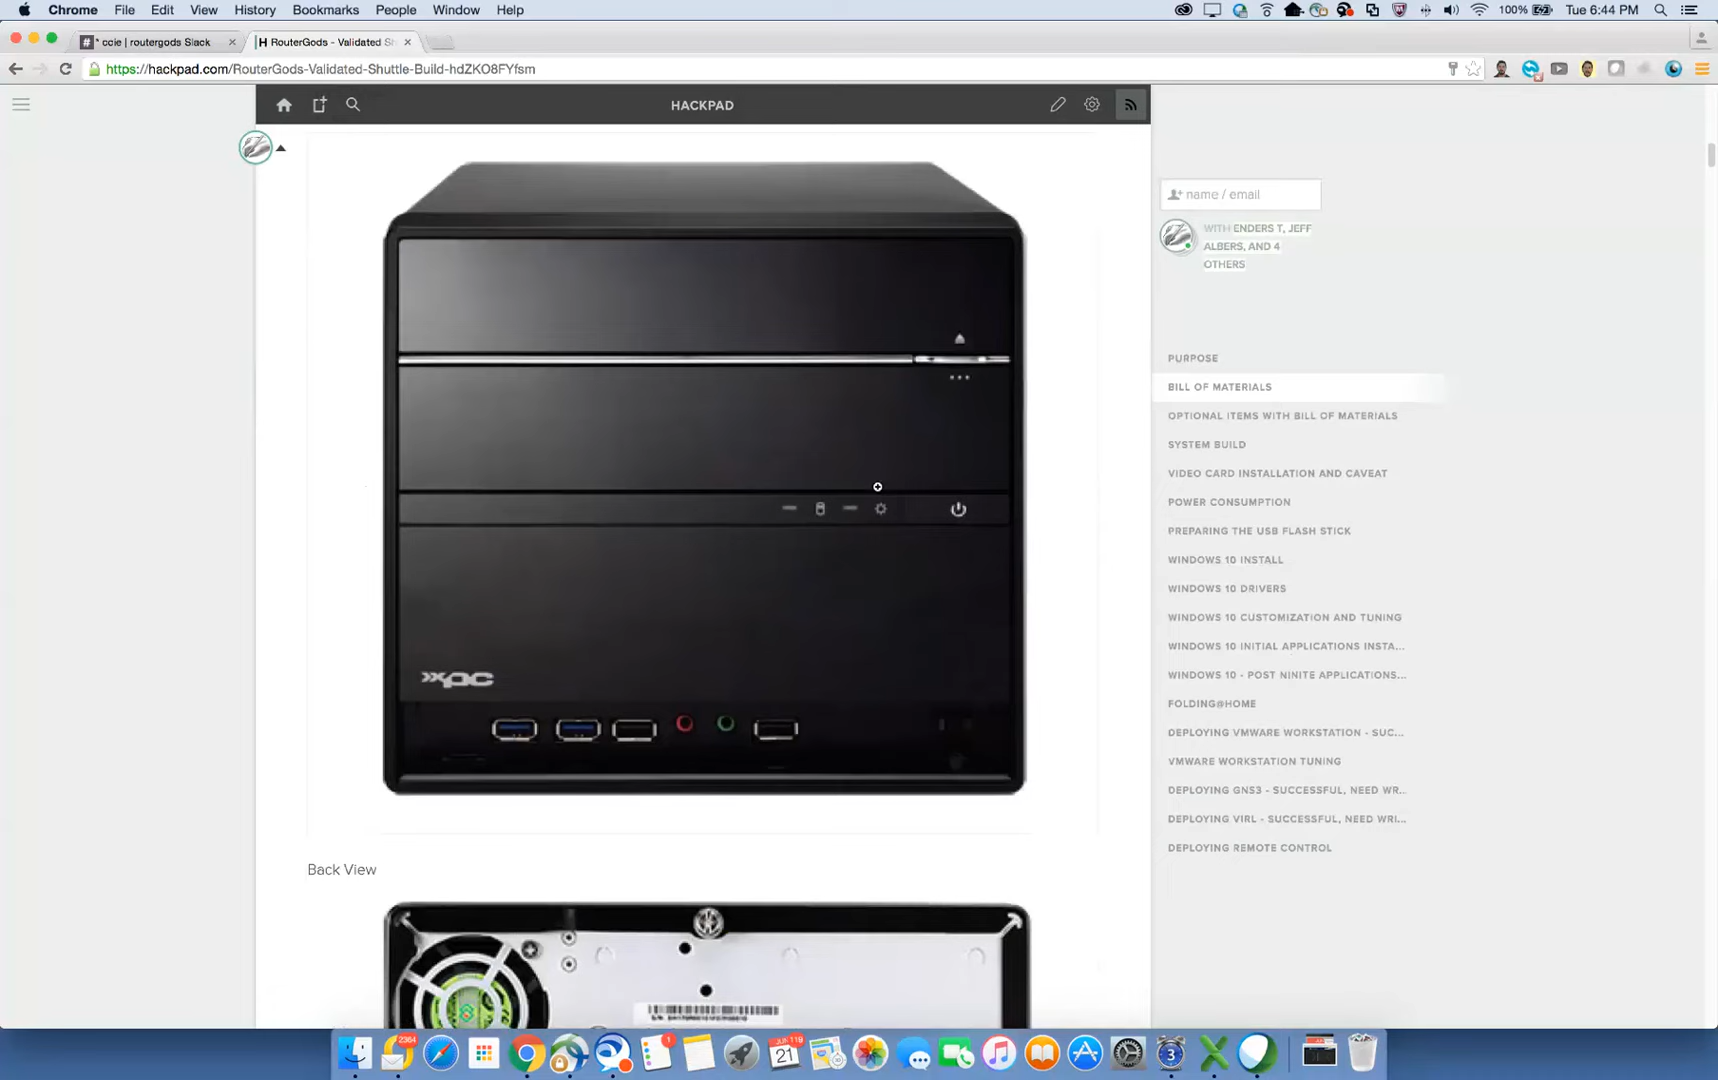 Chrome File Edit View History Bookmarks People Window Help 100% Tue 6:44 PM
* ccie | routergods Slack
RouterGods - Validated Sh
https://hackpad.com/RouterGods-Validated-Shuttle-Build-hdZKO8FYfsm
HACKPAD
name / email
WITH ENDERS T, JEFF
ALBERS, AND 4
OTHERS
PURPOSE
BILL OF MATERIALS
OPTIONAL ITEMS WITH BILL OF MATERIALS
SYSTEM BUILD
VIDEO CARD INSTALLATION AND CAVEAT
POWER CONSUMPTION
PREPARING THE USB FLASH STICK
WINDOWS 10 INSTALL
WINDOWS 10 DRIVERS
WINDOWS 10 CUSTOMIZATION AND TUNING
WINDOWS 10 INITIAL APPLICATIONS INSTA...
WINDOWS 10 - POST NINITE APPLICATIONS...
FOLDING@HOME
DEPLOYING VMWARE WORKSTATION - SUC...
VMWARE WORKSTATION TUNING
DEPLOYING GNS3 - SUCCESSFUL, NEED WR...
DEPLOYING VIRL - SUCCESSFUL, NEED WRI...
DEPLOYING REMOTE CONTROL
xpc
Back View
2364
1
21
3